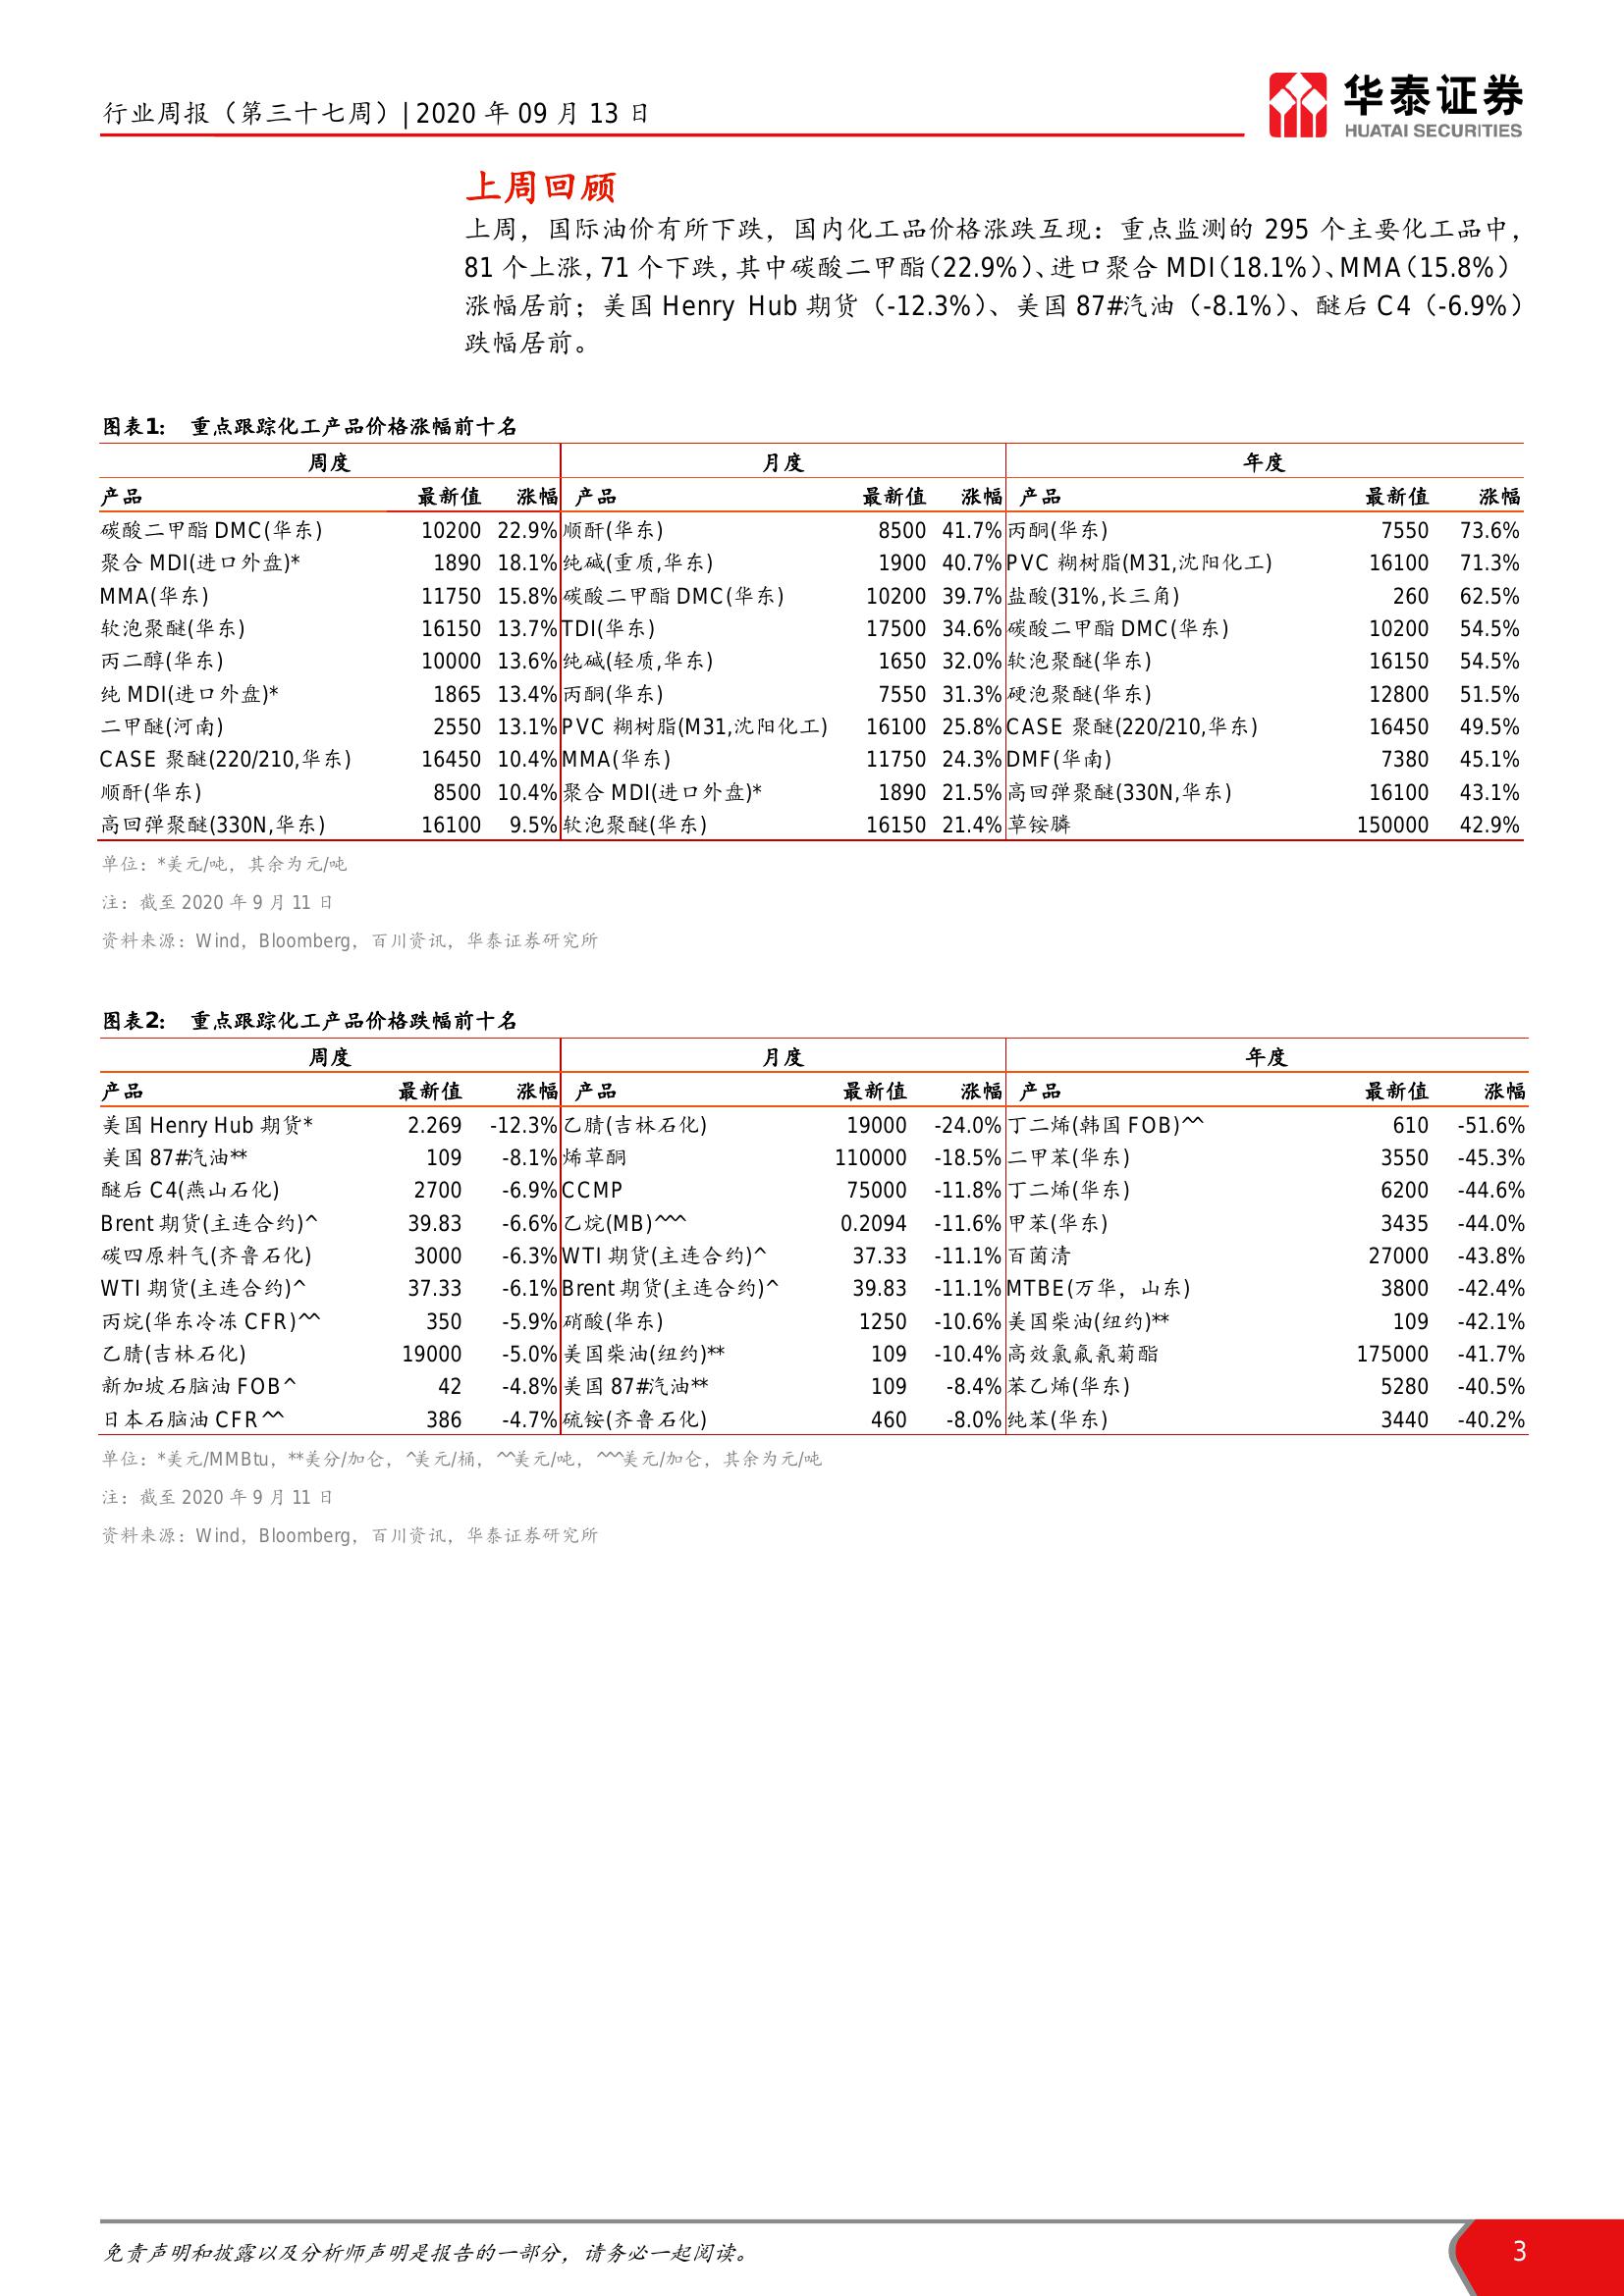 行业周报（第三十七周）| 2020 年 09 月 13 日
华泰证券
HUATAI SECURITIES
上周回顾
上周，国际油价有所下跌，国内化工品价格涨跌互现：重点监测的 295 个主要化工品中，
81 个上涨，71 个下跌，其中碳酸二甲酯（22.9%）、进口聚合 MDI（18.1%）、MMA（15.8%）
涨幅居前；美国 Henry Hub 期货（-12.3%）、美国 87#汽油（-8.1%）、醚后 C4（-6.9%）
跌幅居前。
图表1： 重点跟踪化工产品价格涨幅前十名
周度 月度 年度
产品 最新值 涨幅 产品 最新值 涨幅 产品 最新值 涨幅
碳酸二甲酯 DMC(华东) 10200 22.9% 顺酐(华东) 8500 41.7% 丙酮(华东) 7550 73.6%
聚合 MDI(进口外盘)* 1890 18.1% 纯碱(重质,华东) 1900 40.7% PVC 糊树脂(M31,沈阳化工) 16100 71.3%
MMA(华东) 11750 15.8% 碳酸二甲酯 DMC(华东) 10200 39.7% 盐酸(31%,长三角) 260 62.5%
软泡聚醚(华东) 16150 13.7% TDI(华东) 17500 34.6% 碳酸二甲酯 DMC(华东) 10200 54.5%
丙二醇(华东) 10000 13.6% 纯碱(轻质,华东) 1650 32.0% 软泡聚醚(华东) 16150 54.5%
纯 MDI(进口外盘)* 1865 13.4% 丙酮(华东) 7550 31.3% 硬泡聚醚(华东) 12800 51.5%
二甲醚(河南) 2550 13.1% PVC 糊树脂(M31,沈阳化工) 16100 25.8% CASE 聚醚(220/210,华东) 16450 49.5%
CASE 聚醚(220/210,华东) 16450 10.4% MMA(华东) 11750 24.3% DMF(华南) 7380 45.1%
顺酐(华东) 8500 10.4% 聚合 MDI(进口外盘)* 1890 21.5% 高回弹聚醚(330N,华东) 16100 43.1%
高回弹聚醚(330N,华东) 16100 9.5% 软泡聚醚(华东) 16150 21.4% 草铵膦 150000 42.9%
单位：*美元/吨，其余为元/吨
注：截至 2020 年 9 月 11 日
资料来源：Wind，Bloomberg，百川资讯，华泰证券研究所
图表2： 重点跟踪化工产品价格跌幅前十名
周度 月度 年度
产品 最新值 涨幅 产品 最新值 涨幅 产品 最新值 涨幅
美国 Henry Hub 期货* 2.269 -12.3% 乙腈(吉林石化) 19000 -24.0% 丁二烯(韩国 FOB)^^ 610 -51.6%
美国 87#汽油** 109 -8.1% 烯草酮 110000 -18.5% 二甲苯(华东) 3550 -45.3%
醚后 C4(燕山石化) 2700 -6.9% CCMP 75000 -11.8% 丁二烯(华东) 6200 -44.6%
Brent 期货(主连合约)^ 39.83 -6.6% 乙烷(MB)^^^ 0.2094 -11.6% 甲苯(华东) 3435 -44.0%
碳四原料气(齐鲁石化) 3000 -6.3% WTI 期货(主连合约)^ 37.33 -11.1% 百菌清 27000 -43.8%
WTI 期货(主连合约)^ 37.33 -6.1% Brent 期货(主连合约)^ 39.83 -11.1% MTBE(万华，山东) 3800 -42.4%
丙烷(华东冷冻 CFR)^^ 350 -5.9% 硝酸(华东) 1250 -10.6% 美国柴油(纽约)** 109 -42.1%
乙腈(吉林石化) 19000 -5.0% 美国柴油(纽约)** 109 -10.4% 高效氯氟氰菊酯 175000 -41.7%
新加坡石脑油 FOB^ 42 -4.8% 美国 87#汽油** 109 -8.4% 苯乙烯(华东) 5280 -40.5%
日本石脑油 CFR^^ 386 -4.7% 硫铵(齐鲁石化) 460 -8.0% 纯苯(华东) 3440 -40.2%
单位：*美元/MMBtu，**美分/加仑，^美元/桶，^^美元/吨，^^^美元/加仑，其余为元/吨
注：截至 2020 年 9 月 11 日
资料来源：Wind，Bloomberg，百川资讯，华泰证券研究所
免责声明和披露以及分析师声明是报告的一部分，请务必一起阅读。
3